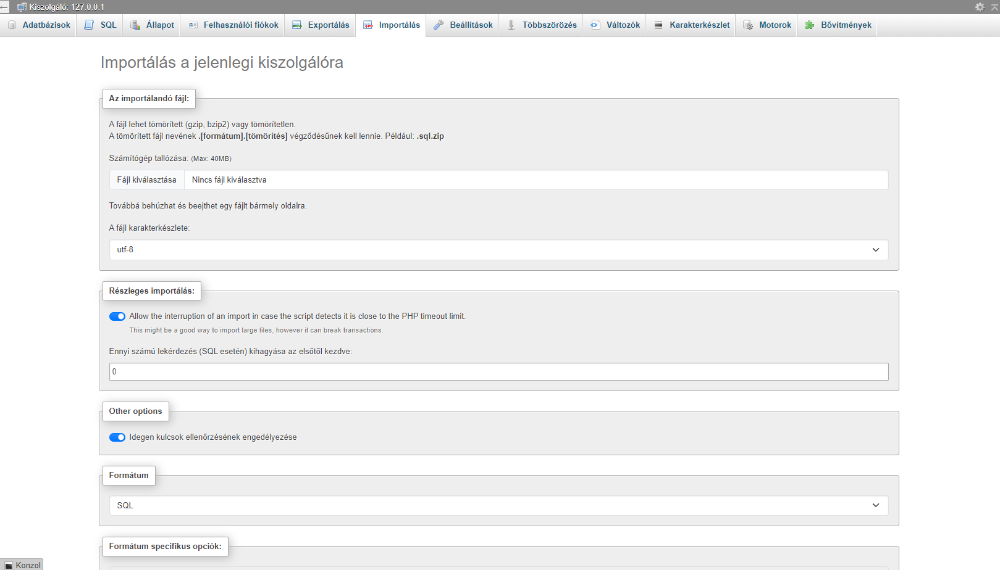 Kiszolgáló: 127.0.0.1
Adatbázisok SQL Állapot Felhasználói fiókok Exportálás Importálás Beállítások Többszörözés Változók Karakterkészlet Motorok Bővítmények
Importálás a jelenlegi kiszolgálóra
Az importálandó fájl:
A fájl lehet tömörített (gzip, bzip2) vagy tömörítetlen.
A tömörített fájl nevének .[formátum].[tömörítés] végződésűnek kell lennie. Például: .sql.zip
Számítógép tallózása: (Max: 40MB)
Fájl kiválasztása Nincs fájl kiválasztva
Továbbá behúzhat és beejthet egy fájlt bármely oldalra.
A fájl karakterkészlete:
utf-8
Részleges importálás:
Allow the interruption of an import in case the script detects it is close to the PHP timeout limit.
This might be a good way to import large files, however it can break transactions.
Ennyi számú lekérdezés (SQL esetén) kihagyása az elsőtől kezdve:
0
Other options
Idegen kulcsok ellenőrzésének engedélyezése
Formátum
SQL
Formátum specifikus opciók:
Konzol